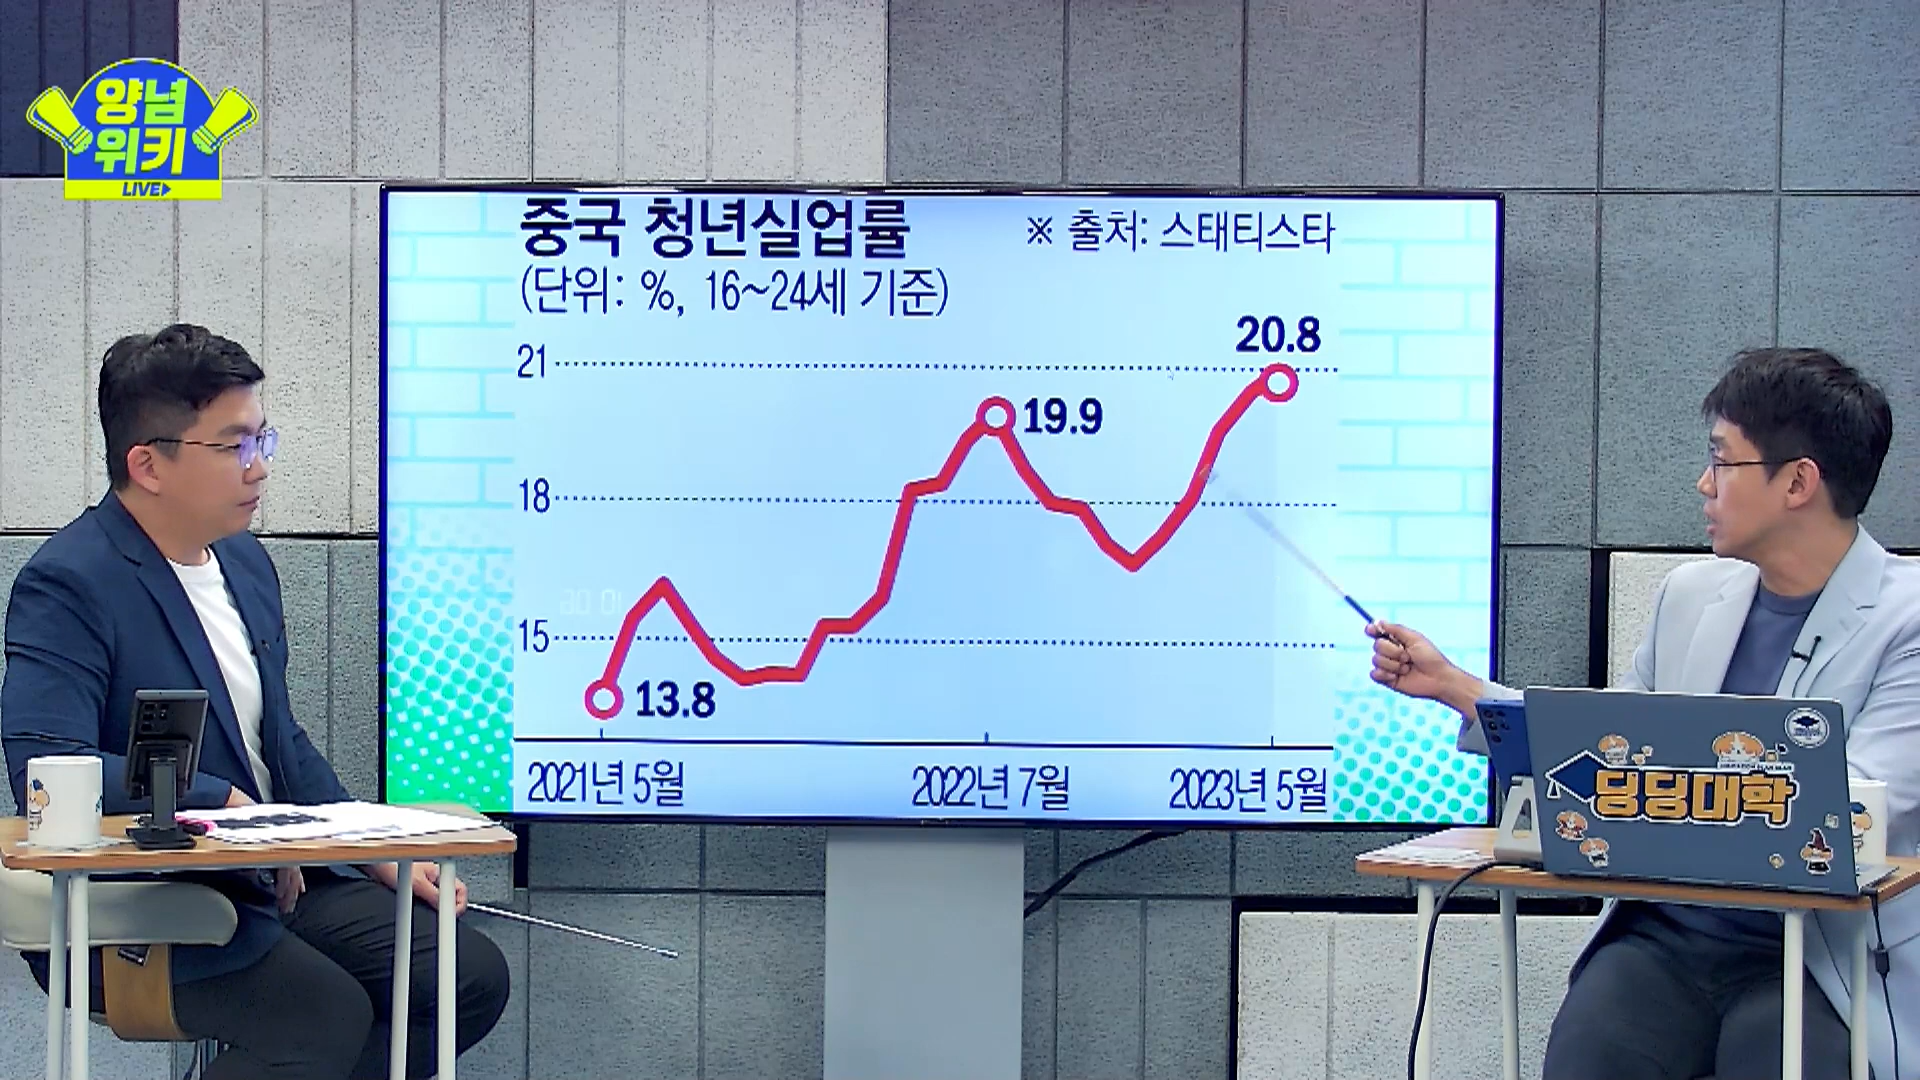 양념
위키
LIVE
중국 청년실업률
※ 출처: 스태티스타
(단위: %, 16~24세 기준)
20.8
21
19.9
18
15
13.8
2021년 5월
2022년 7월
2023년 5월
딩딩대학